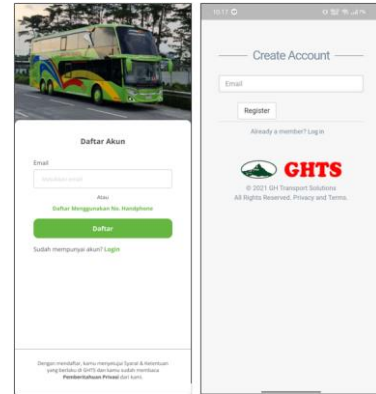 Daftar Akun
Email
Masukkan email
Atau
Daftar Menggunakan No. Handphone
Daftar
Sudah mempunyai akun? Login
Dengan mendaftar, kamu menyetujui Syarat & Ketentuan
yang berlaku di GHTS dan kamu sudah membaca
Pemberitahuan Privasi dari kami.
Create Account
Email
Register
Already a member? Log in
GHTS
© 2021 GH Transport Solutions
All Rights Reserved. Privacy and Terms.